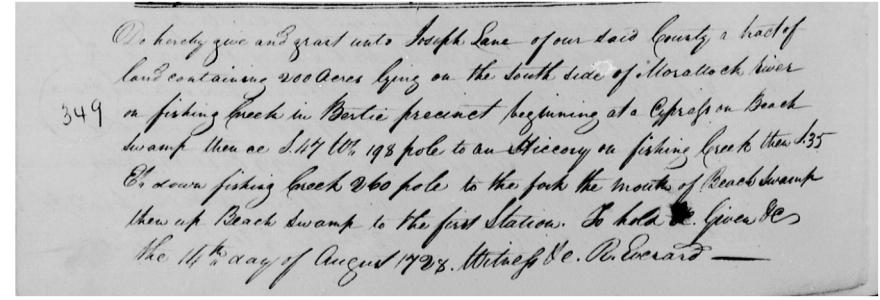 Do hereby give and grant unto Joseph Lane of our said County a tract of
land containing 200 acres lying on the South side of Morattock river
349
on fishing Creek in Bertie precinct beginning at a Cypress on Beach
Swamp then ce S.47 Wt. 198 pole to an Hiccory on fishing Creek then S.35
Et. down fishing Creek 260 pole to the fork the mouth of Beach Swamp
then up Beach Swamp to the first Station. To hold &c. Given &c
the 14th day of August 1728. Witness &c. R. Everard